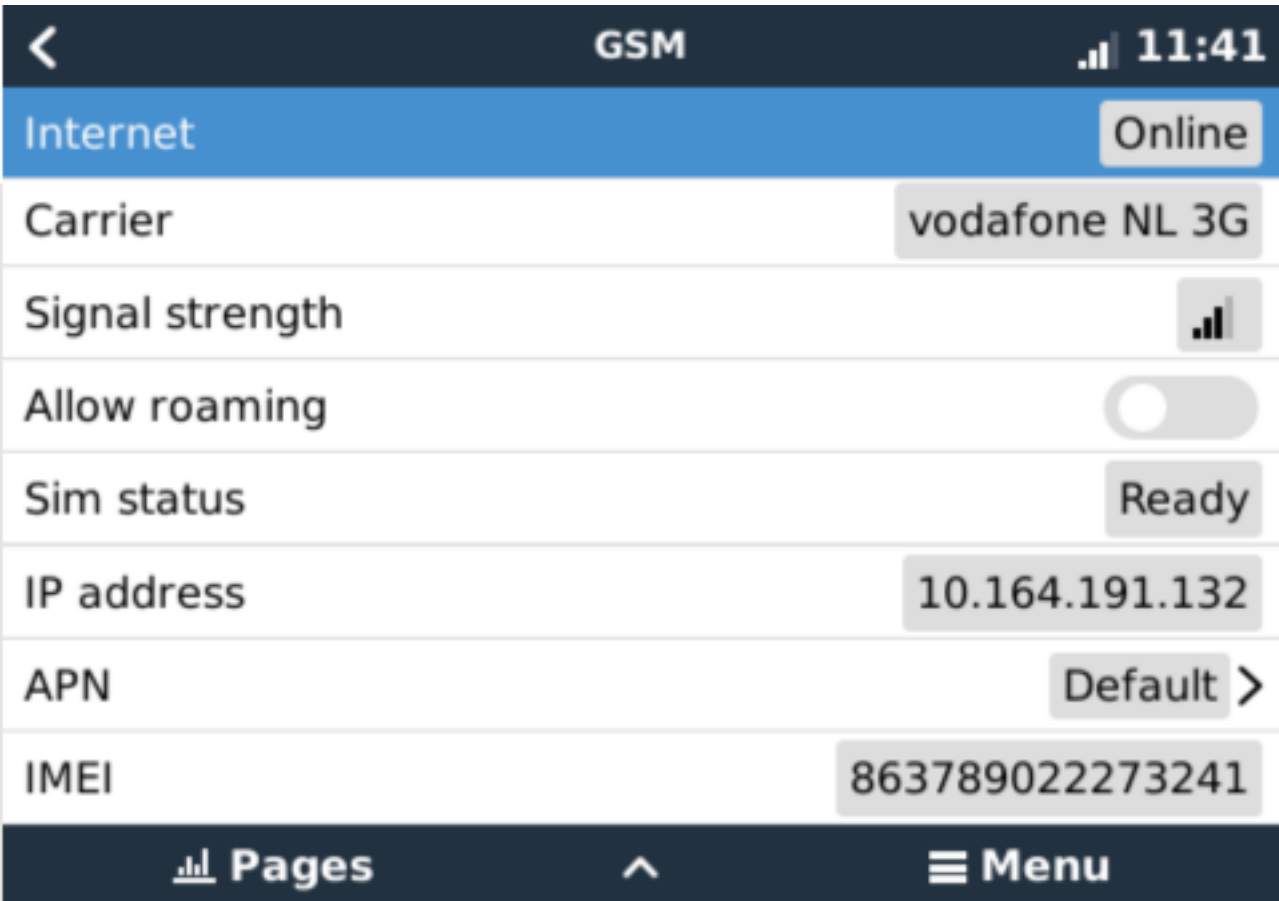 GSM 11:41
Internet Online
Carrier vodafone NL 3G
Signal strength
Allow roaming
Sim status Ready
IP address 10.164.191.132
APN Default
IMEI 863789022273241
Pages Menu